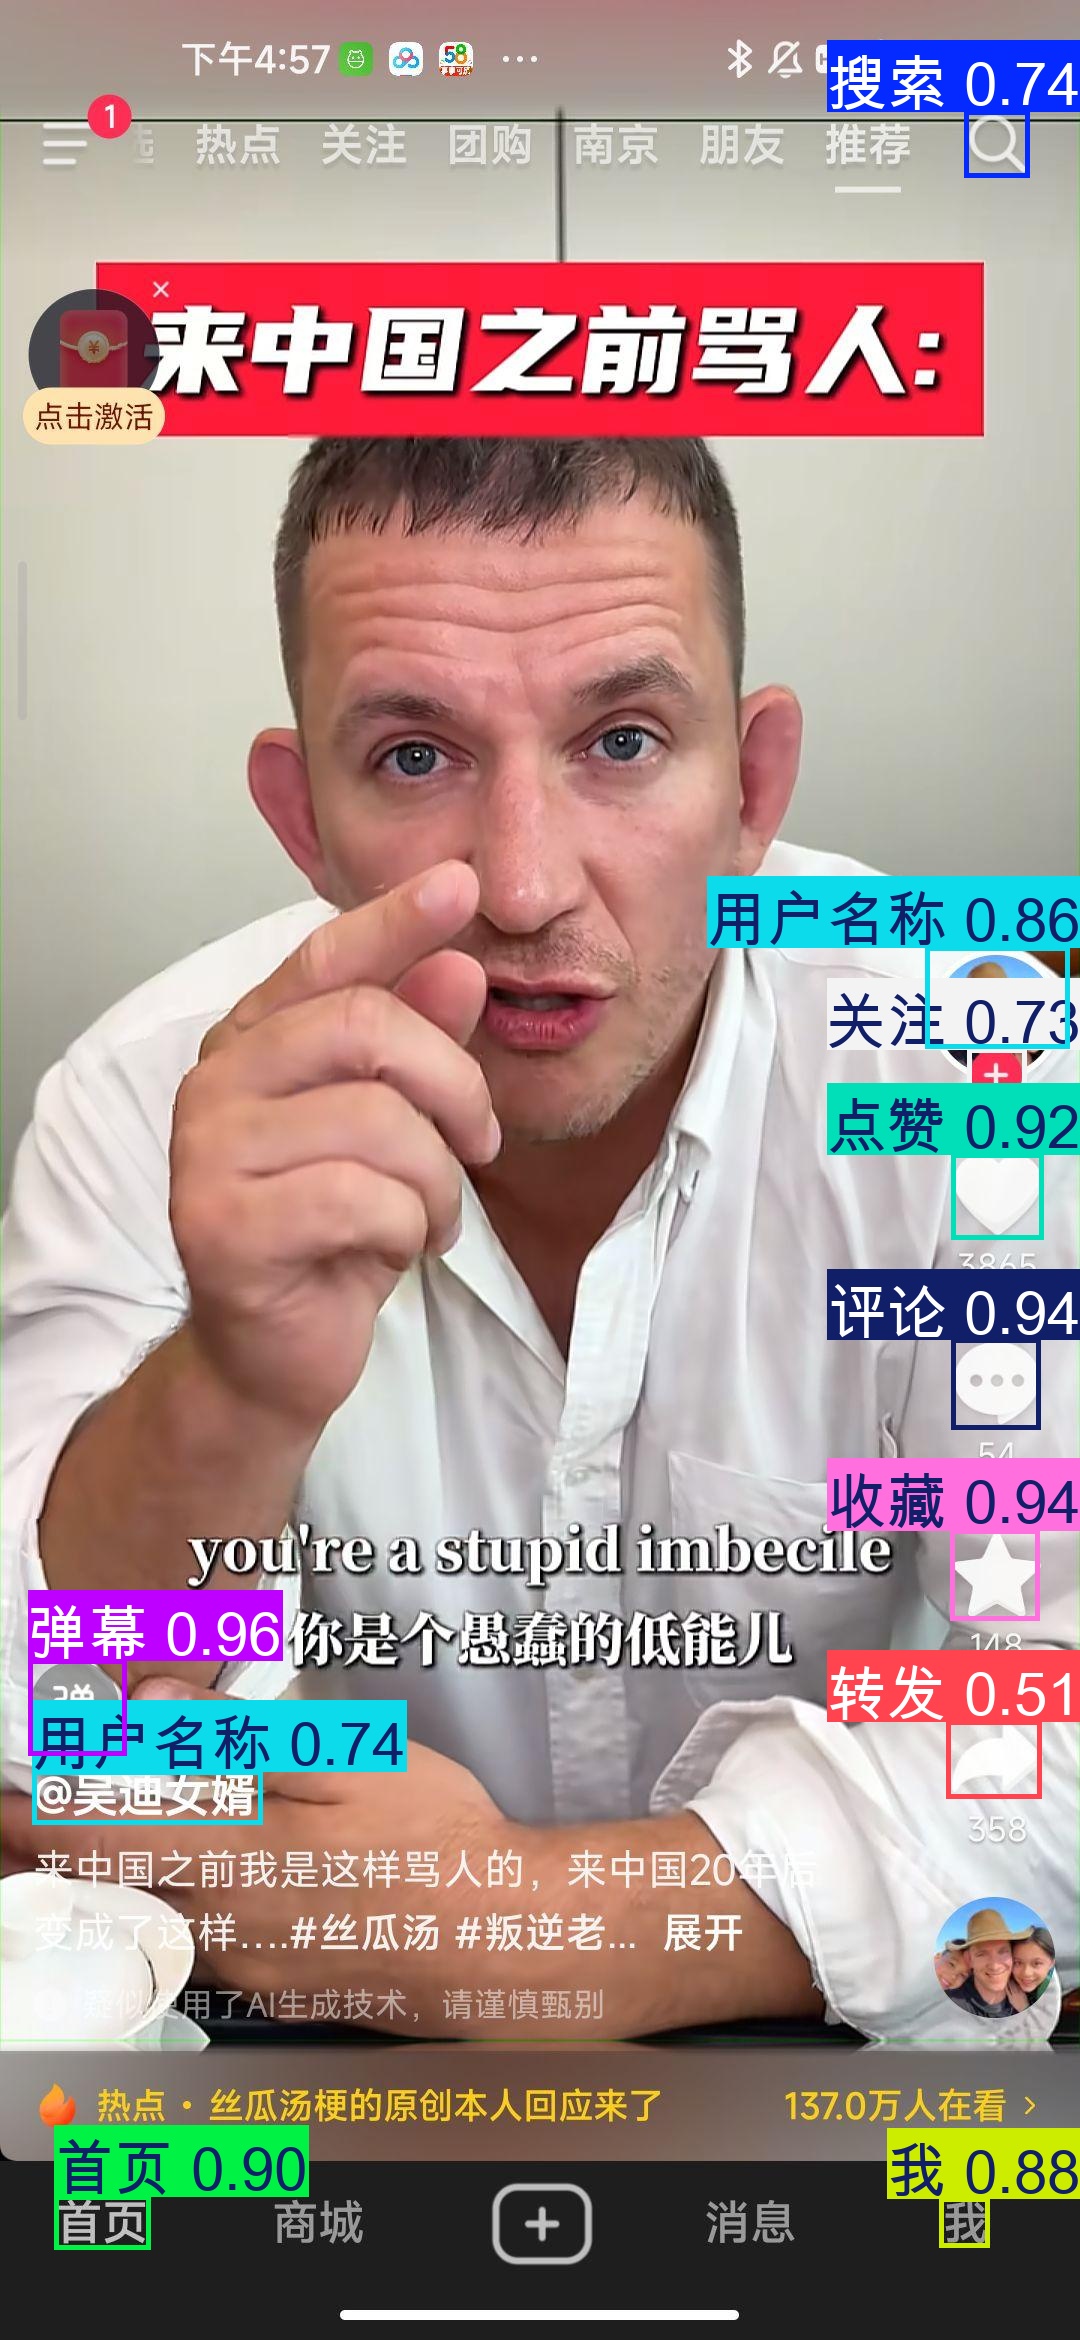 下午4:57
58
搜索 0.74
1
热点 关注 团购 南京 朋友 推荐
来中国之前骂人:
点击激活
用户名称 0.86
关注 0.73
点赞 0.92
3865
评论 0.94
54
收藏 0.94
148
you're a stupid imbecile
你是个愚蠢的低能儿
弹幕 0.96
弹
转发 0.51
用户名称 0.74
@吴迪女婿
358
来中国之前我是这样骂人的，来中国20年后
变成了这样....#丝瓜汤 #叛逆老... 展开
疑似使用了AI生成技术，请谨慎甄别
热点·丝瓜汤梗的原创本人回应来了 137.0万人在看
首页 0.90
我 0.88
首页 商城 消息 我